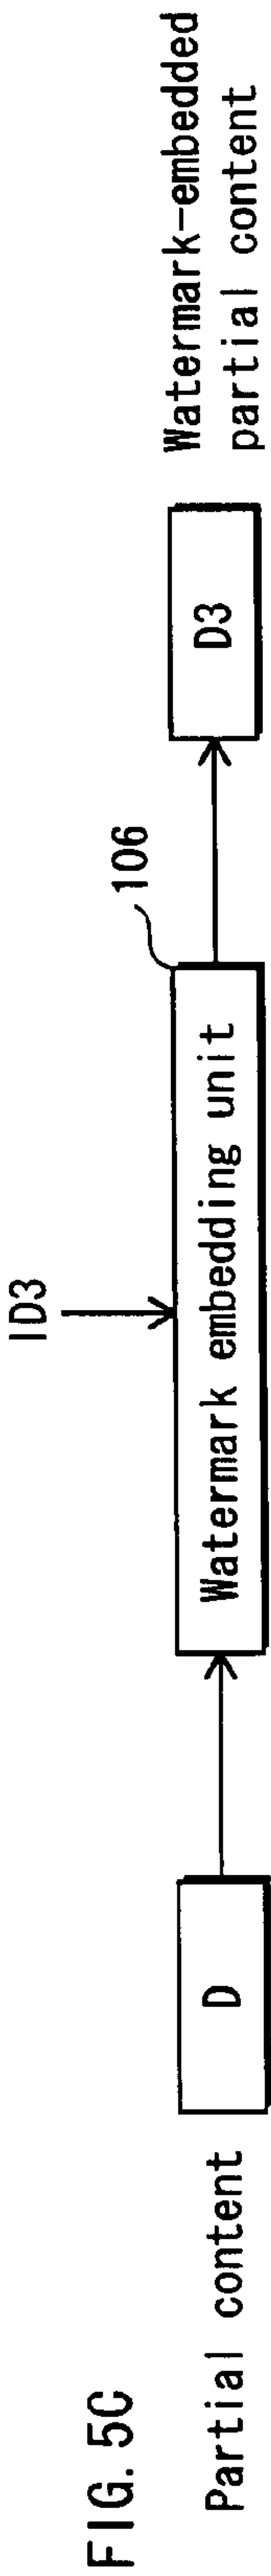 FIG. 5C
ID3
106
Partial content
D
Watermark embedding unit
D3
Watermark-embedded
partial content